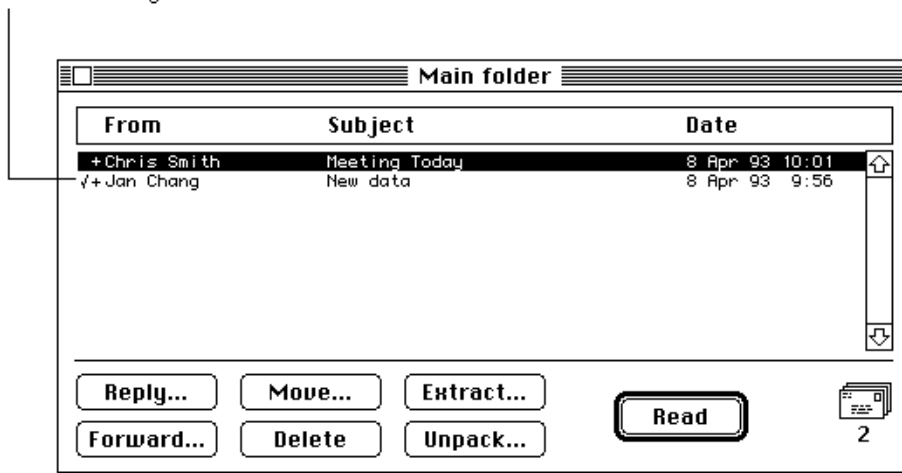 Main folder
From Subject Date
+Chris Smith Meeting Today 8 Apr 93 10:01
√+Jan Chang New data 8 Apr 93 9:56
Reply... Move... Extract... Read
Forward... Delete Unpack... 2